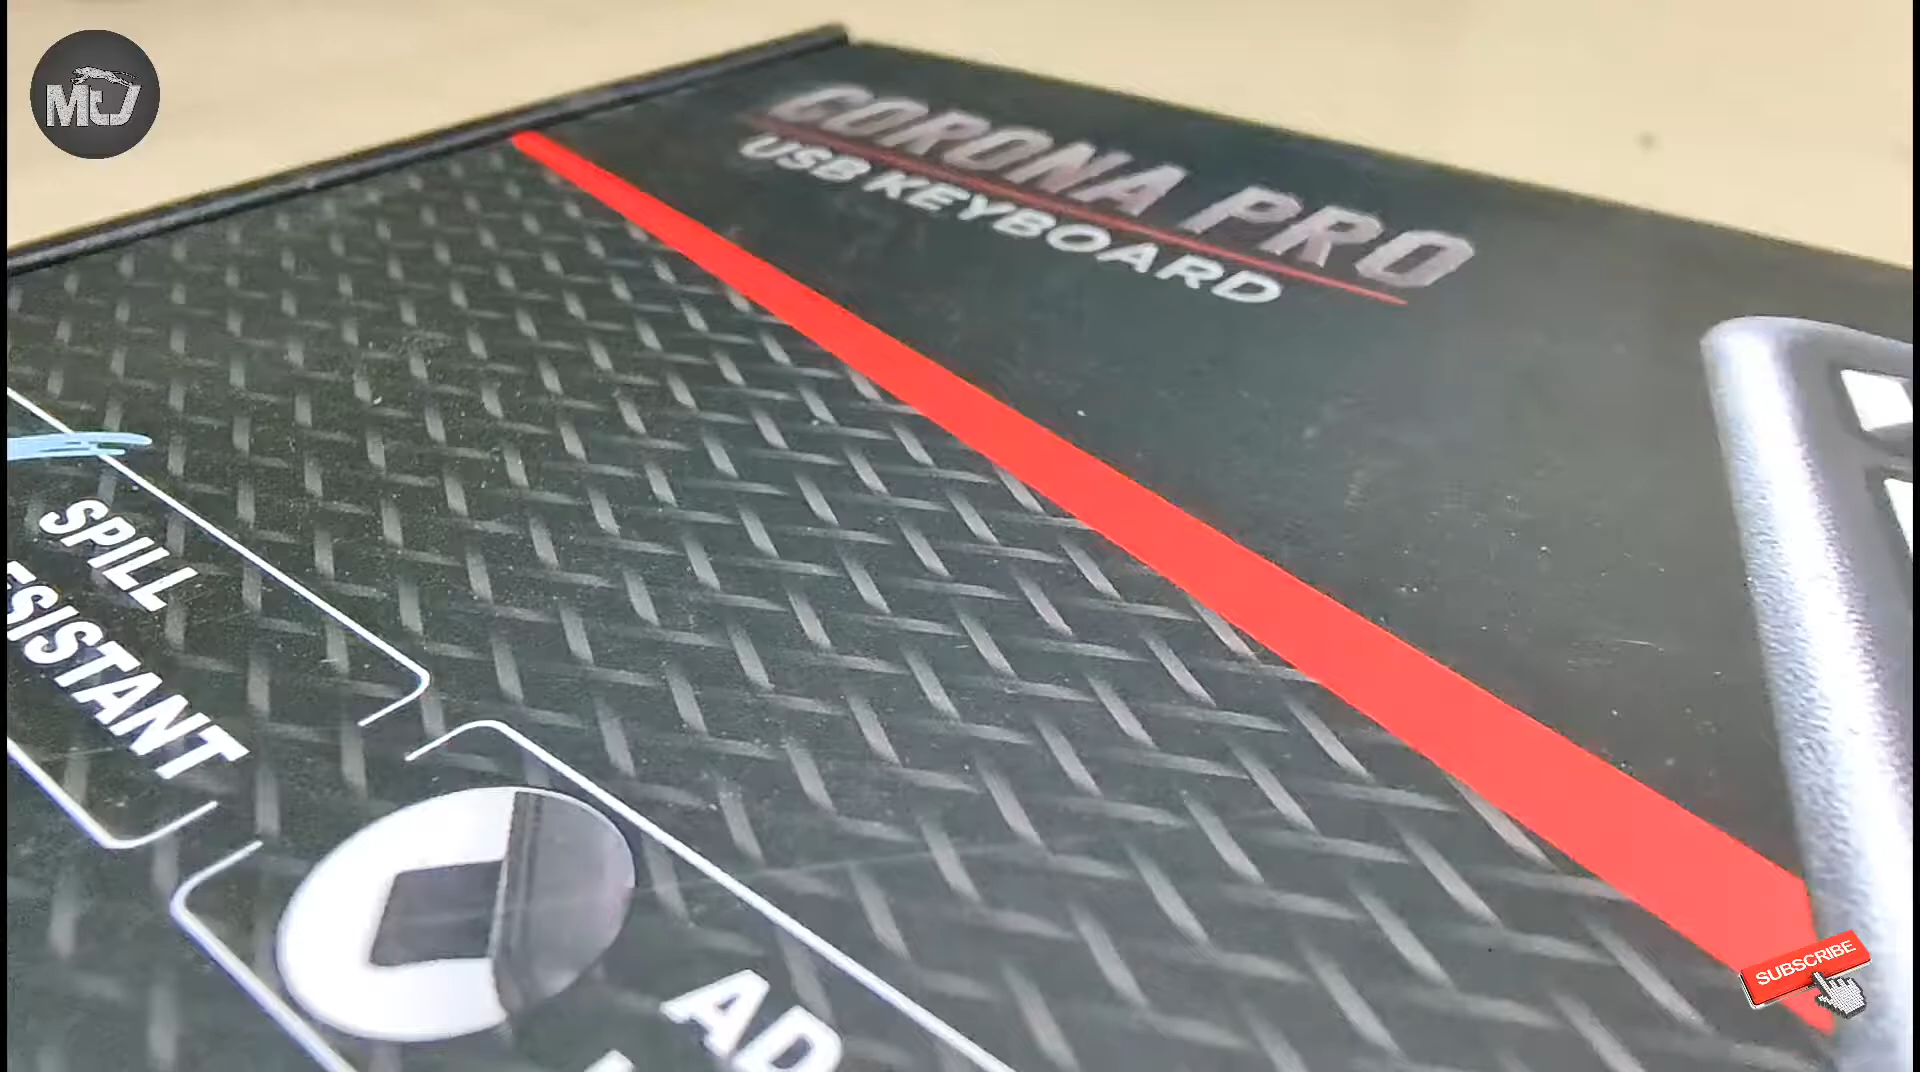 MtJ
CORONA PRO
USB KEYBOARD
SPILL
ESISTANT
AD
SUBSCRIBE